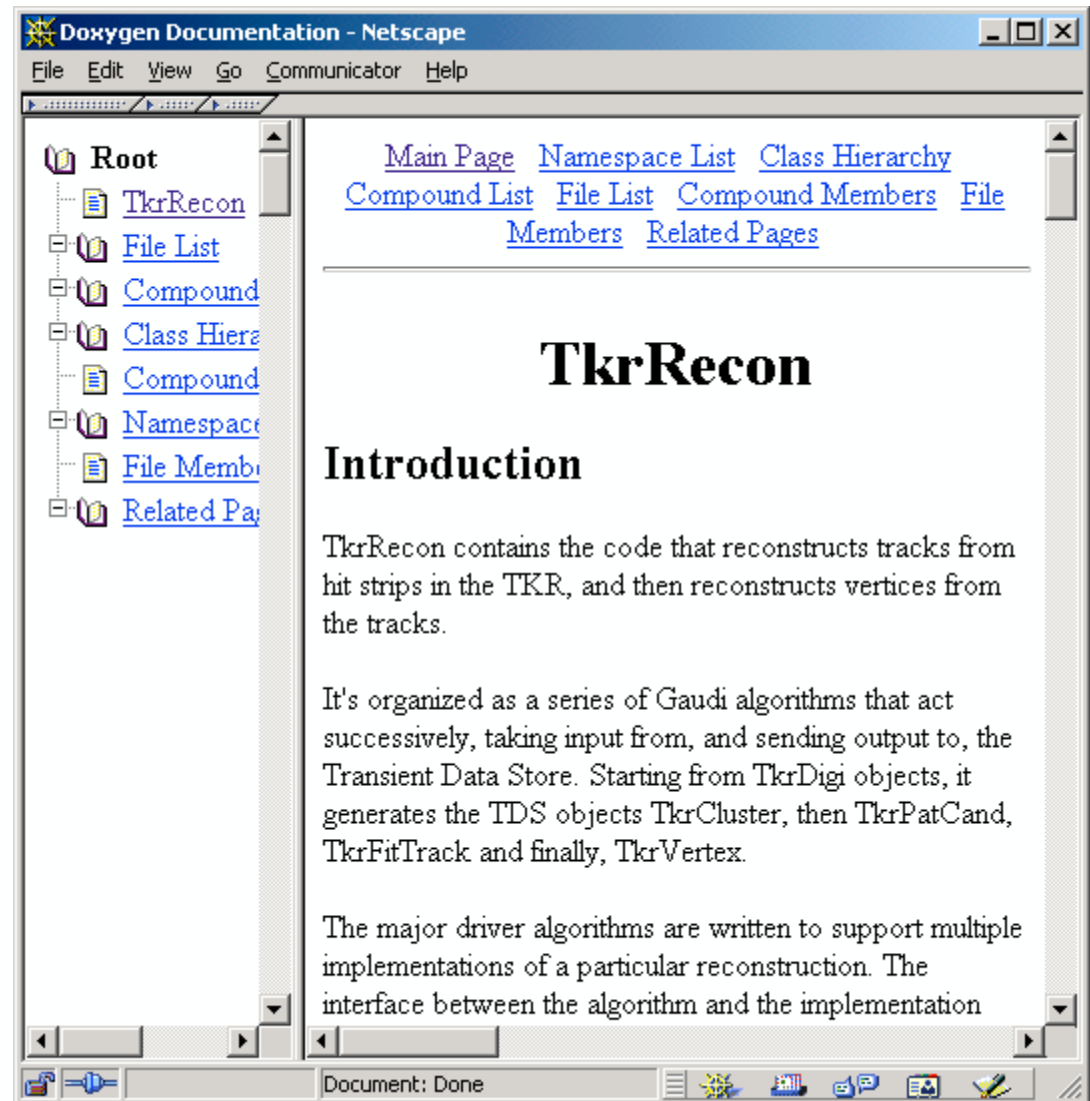 Doxygen Documentation - Netscape
File Edit View Go Communicator Help
Root
TkrRecon
File List
Compound
Class Hiera
Compound
Namespace
File Membe
Related Pag
Main Page Namespace List Class Hierarchy
Compound List File List Compound Members File
Members Related Pages
TkrRecon
Introduction
TkrRecon contains the code that reconstructs tracks from
hit strips in the TKR, and then reconstructs vertices from
the tracks.
It's organized as a series of Gaudi algorithms that act
successively, taking input from, and sending output to, the
Transient Data Store. Starting from TkrDigi objects, it
generates the TDS objects TkrCluster, then TkrPatCand,
TkrFitTrack and finally, TkrVertex.
The major driver algorithms are written to support multiple
implementations of a particular reconstruction. The
interface between the algorithm and the implementation
Document: Done